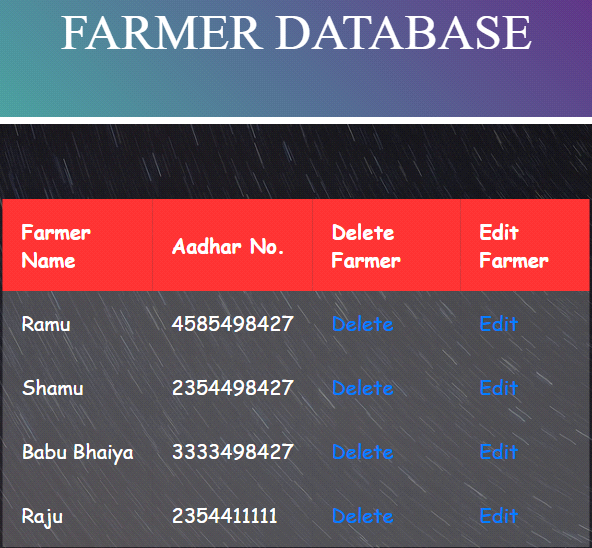 FARMER DATABASE
Farmer Name Aadhar No. Delete Farmer Edit Farmer
Ramu 4585498427 Delete Edit
Shamu 2354498427 Delete Edit
Babu Bhaiya 3333498427 Delete Edit
Raju 2354411111 Delete Edit